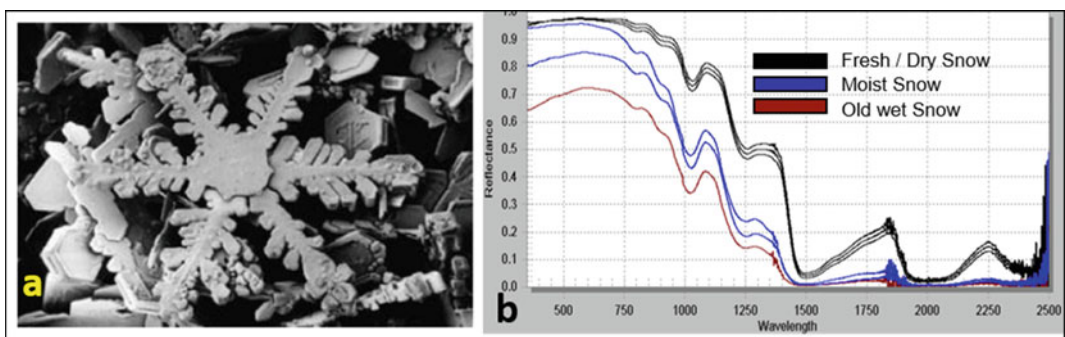 a
1.0
0.9
0.8
0.7
0.6
0.5
0.4
0.3
0.2
0.1
0.0
Reflectance
Fresh / Dry Snow
Moist Snow
Old wet Snow
b
500
750
1000
1250
1500
1750
2000
2250
2500
Wavelength